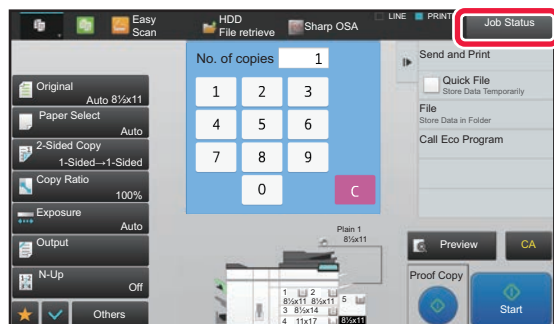 Easy
Scan
HDD
File retrieve
Sharp OSA
LINE
PRINT
Job Status
No. of copies
1
1 2 3
4 5 6
7 8 9
0 C
Original
Auto 8½x11
Paper Select
Auto
2-Sided Copy
1-Sided→1-Sided
Copy Ratio
100%
Exposure
Auto
Output
N-Up
Off
Others
Plain 1
8½x11
1 2
8½x11 8½x11
3 8½x14
4 11x17
5
8½x11
Send and Print
Quick File
Store Data Temporarily
File
Store Data in Folder
Call Eco Program
Preview
CA
Proof Copy
Start